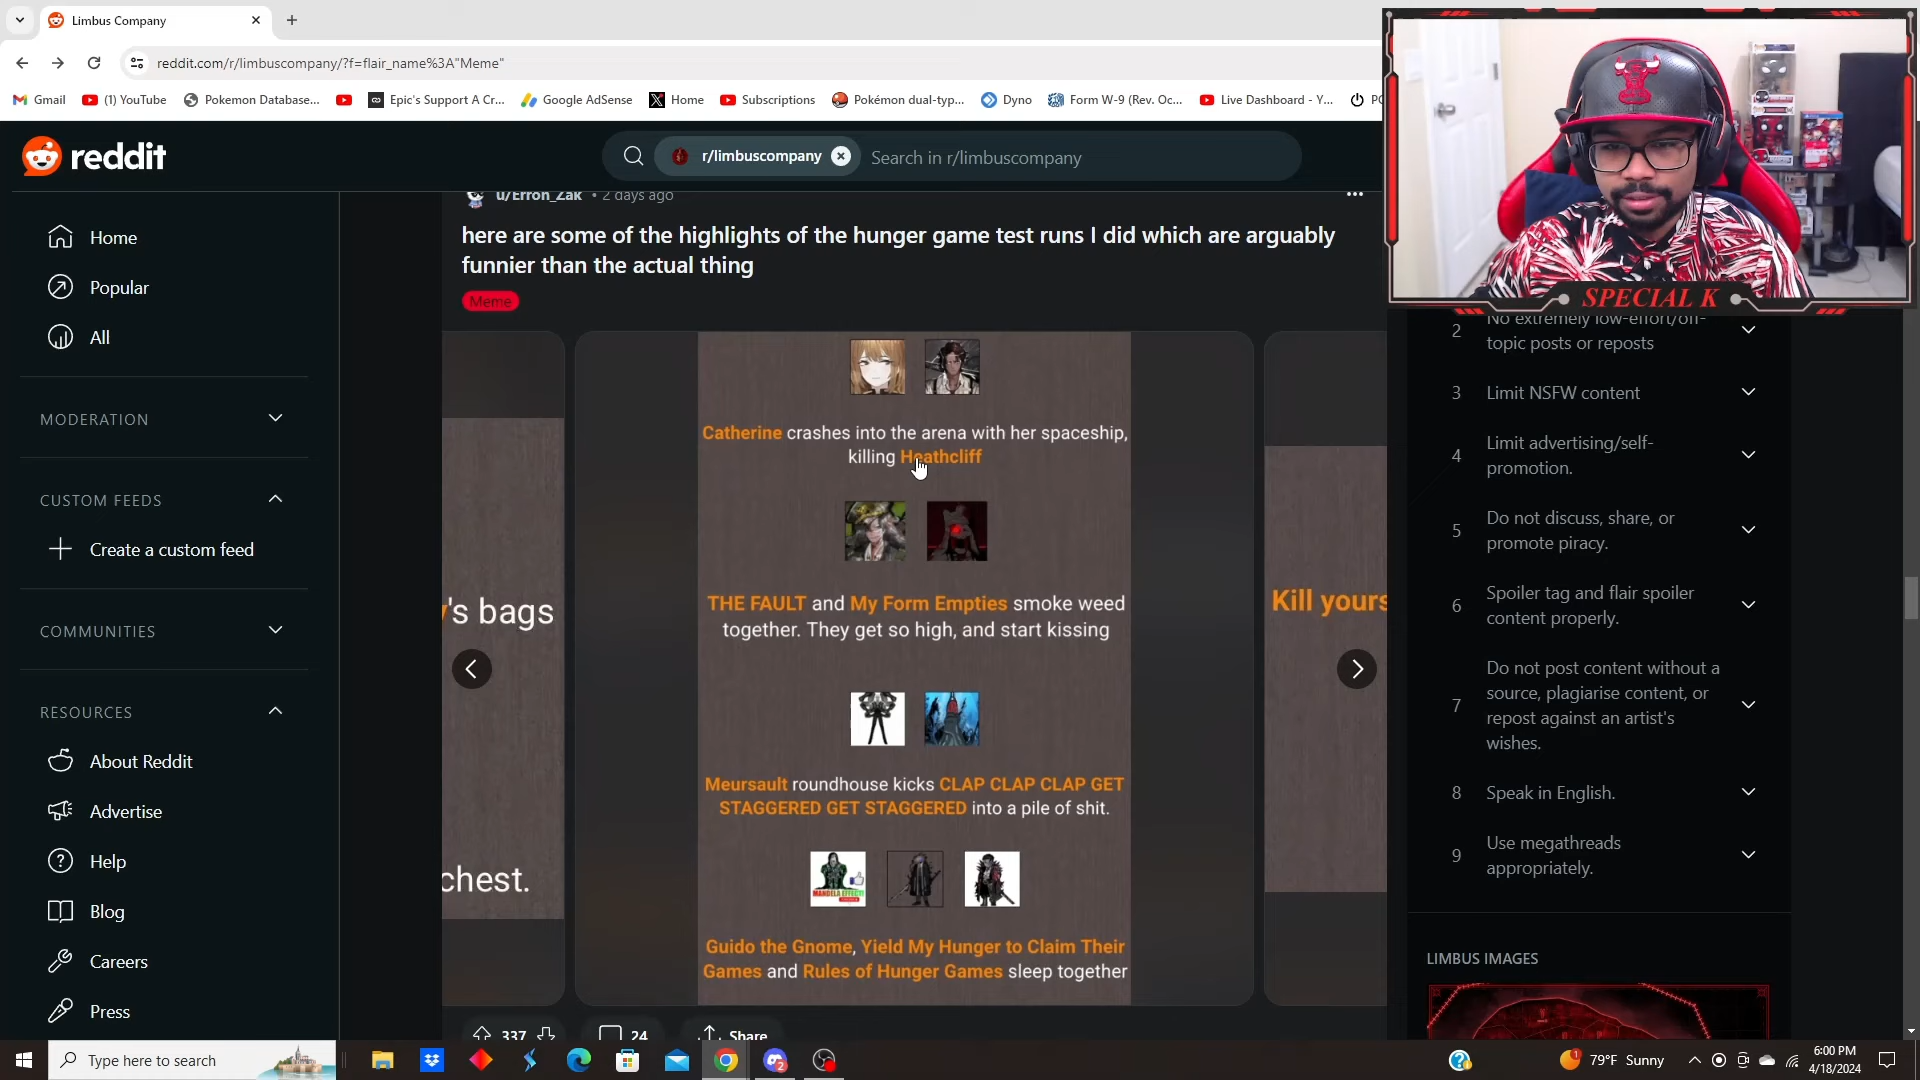 Limbus Company
reddit.com/r/limbuscompany/?f=flair_name%3A"Meme"
Gmail
(1) YouTube
Pokemon Database...
Epic's Support A Cr...
Google AdSense
Home
Subscriptions
Pokémon dual-typ...
Dyno
Form W-9 (Rev. Oc...
Live Dashboard - Y...
reddit
r/limbuscompany
Search in r/limbuscompany
SPECIAL K
Home
Popular
All
MODERATION
CUSTOM FEEDS
Create a custom feed
COMMUNITIES
RESOURCES
About Reddit
Advertise
Help
Blog
Careers
Press
u/Erron_Zak • 2 days ago
here are some of the highlights of the hunger game test runs I did which are arguably
funnier than the actual thing
Meme
's bags
chest.
Catherine crashes into the arena with her spaceship,
killing Heathcliff
THE FAULT and My Form Empties smoke weed
together. They get so high, and start kissing
Meursault roundhouse kicks CLAP CLAP CLAP GET
STAGGERED GET STAGGERED into a pile of shit.
MANDELA EFFECT
Guido the Gnome, Yield My Hunger to Claim Their
Games and Rules of Hunger Games sleep together
Kill yours
337
24
Share
2 No extremely low-effort/off-
topic posts or reposts
3 Limit NSFW content
4 Limit advertising/self-
promotion.
5 Do not discuss, share, or
promote piracy.
6 Spoiler tag and flair spoiler
content properly.
7 Do not post content without a
source, plagiarise content, or
repost against an artist's
wishes.
8 Speak in English.
9 Use megathreads
appropriately.
LIMBUS IMAGES
Type here to search
79°F Sunny
6:00 PM
4/18/2024